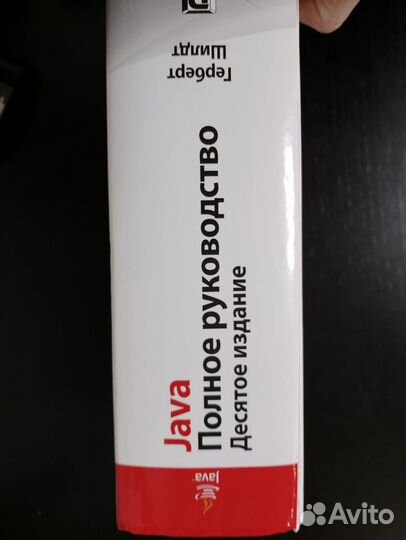 Герберт
Шилдт
Java
Полное руководство
Десятое издание
Java
Avito